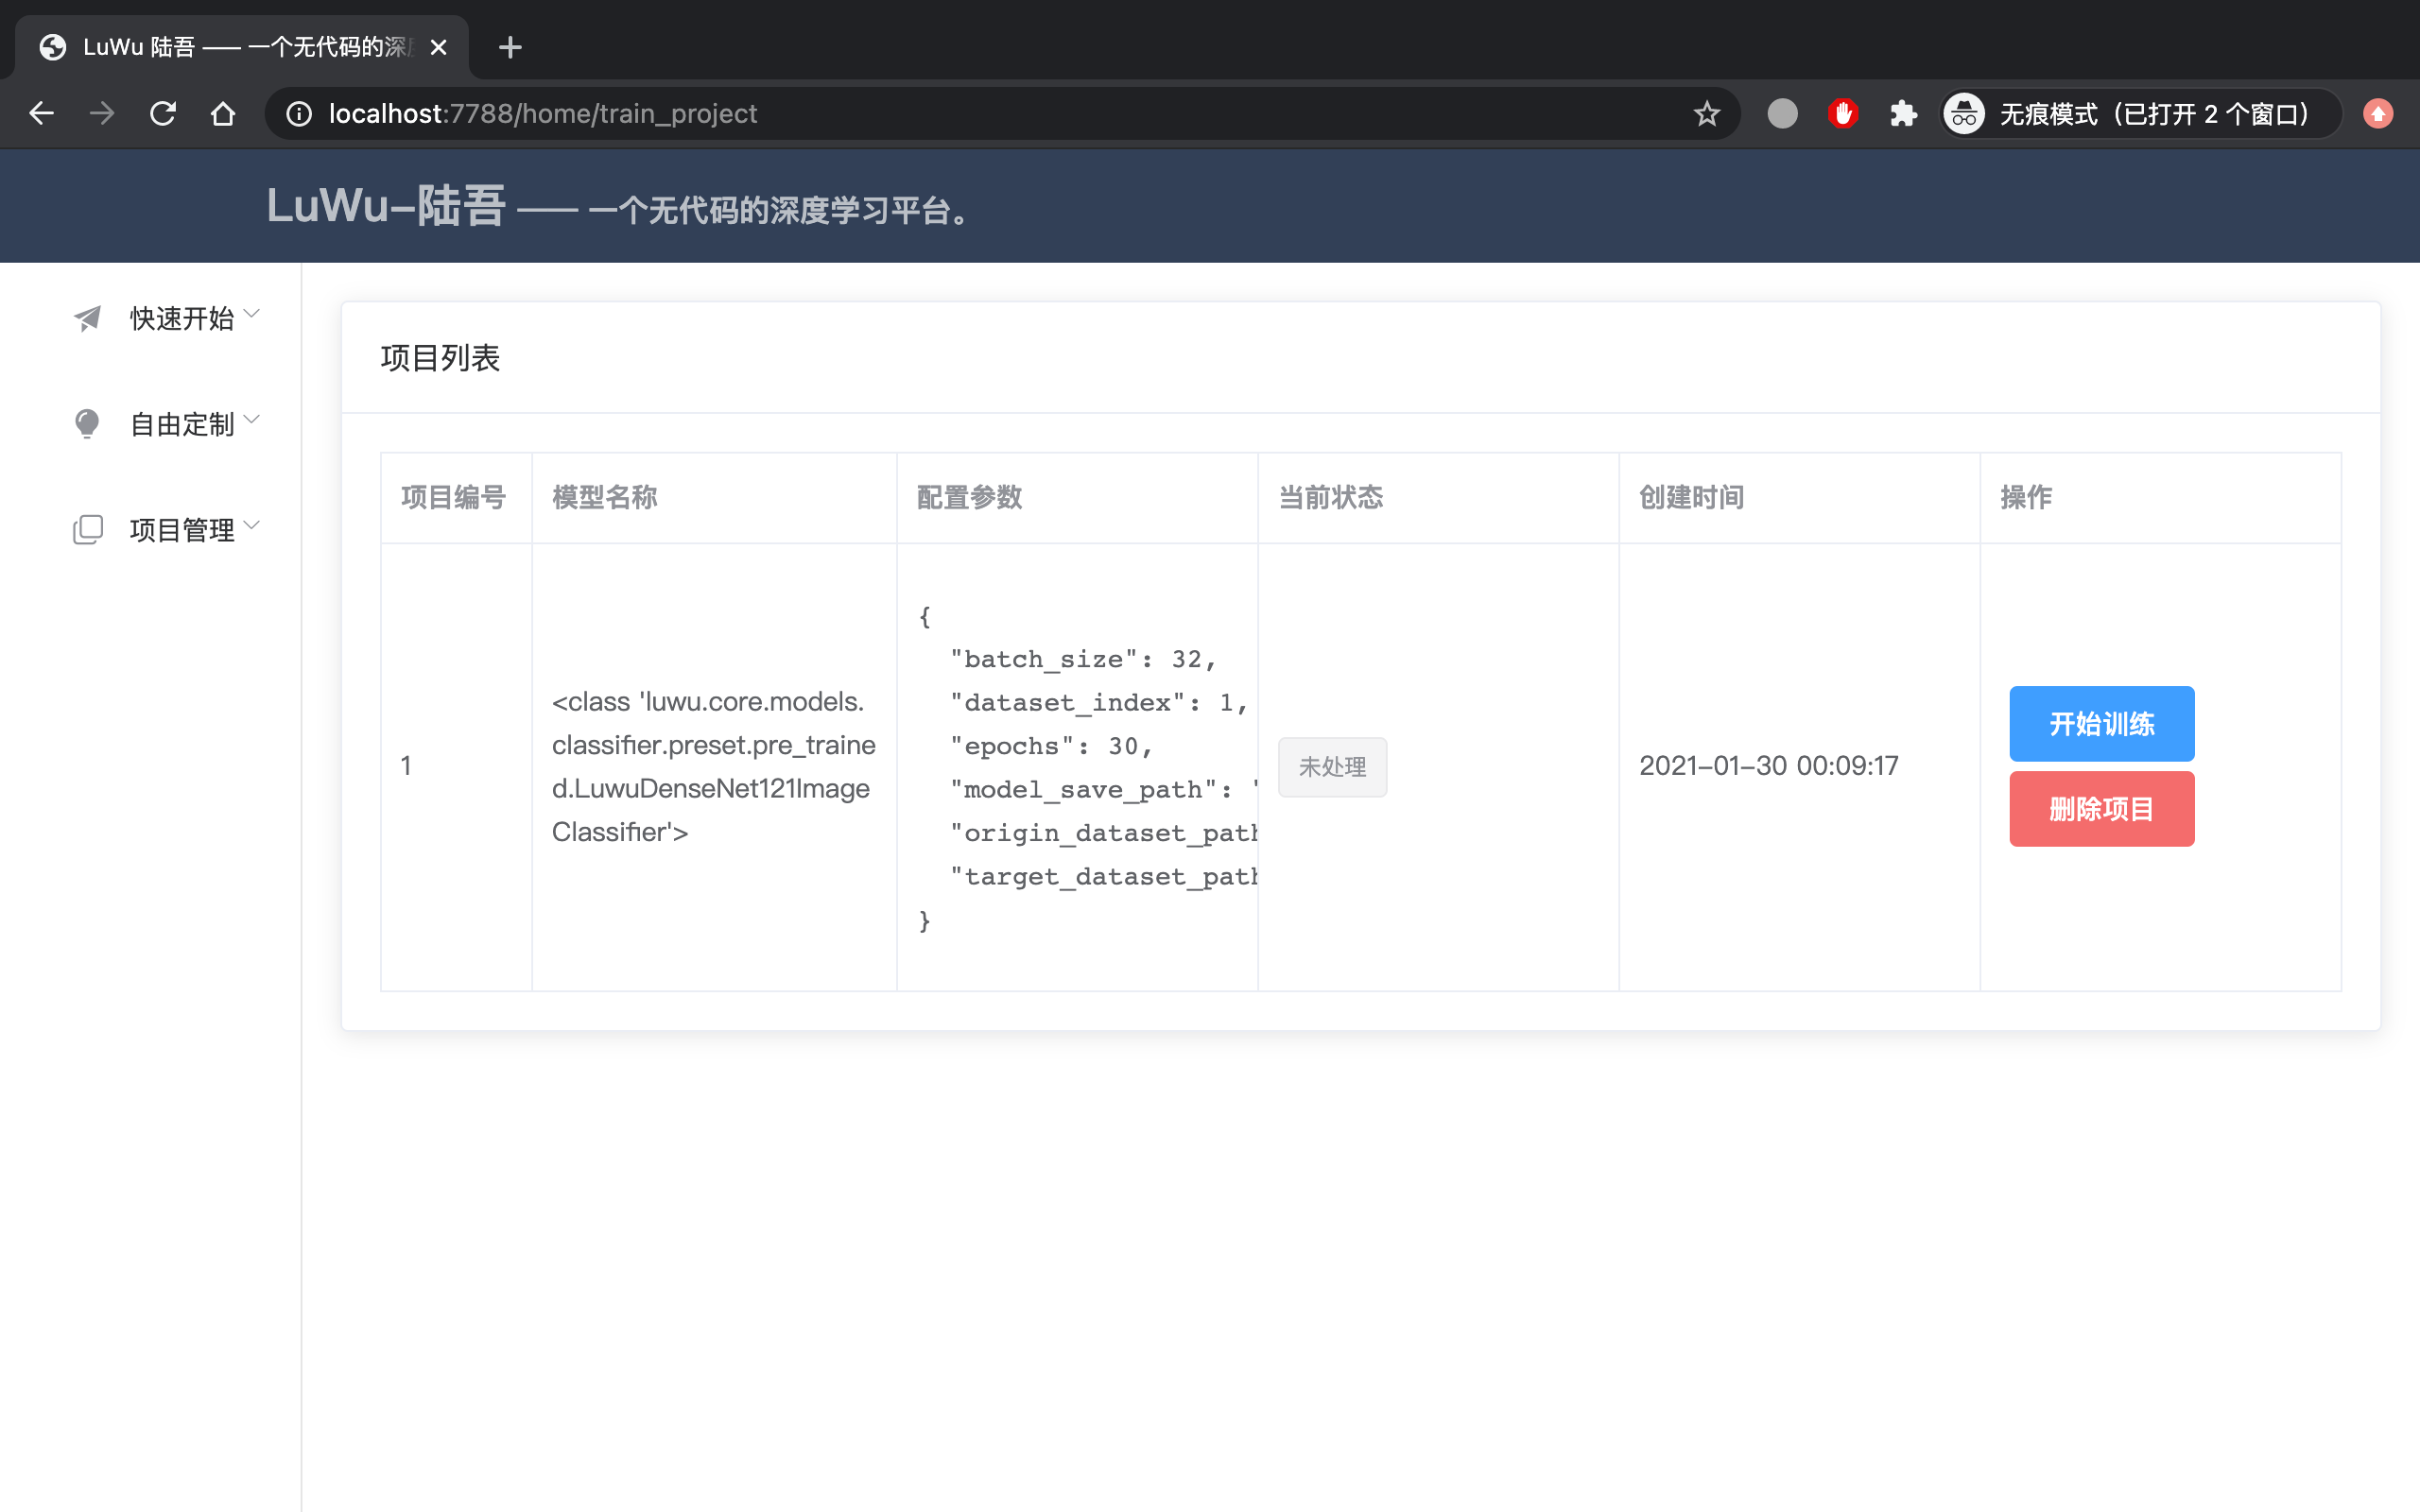 LuWu 陆吾 —— 一个无代码的深
localhost:7788/home/train_project
无痕模式（已打开 2 个窗口）
LuWu-陆吾 —— 一个无代码的深度学习平台。
快速开始
自由定制
项目管理
项目列表
项目编号 模型名称 配置参数 当前状态 创建时间 操作
1
<class 'luwu.core.models.
classifier.preset.pre_traine
d.LuwuDenseNet121Image
Classifier'>
{
"batch_size": 32,
"dataset_index": 1,
"epochs": 30,
"model_save_path": "
"origin_dataset_path
"target_dataset_path
}
未处理
2021-01-30 00:09:17
开始训练
删除项目